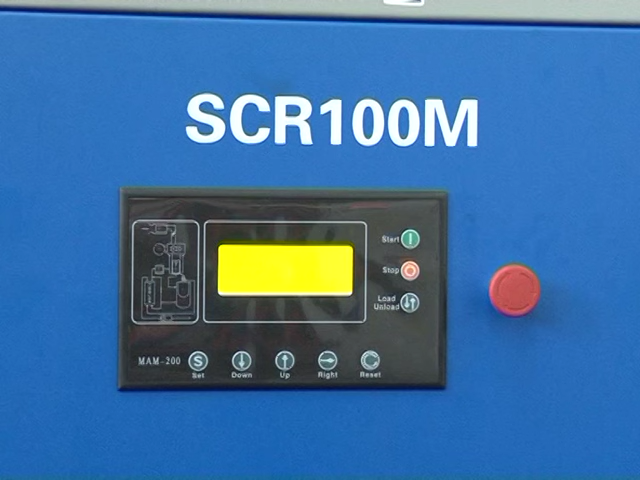 SCR100M
Start
Stop
Load
Unload
MAM-200
S
Set Down Up Right Reset